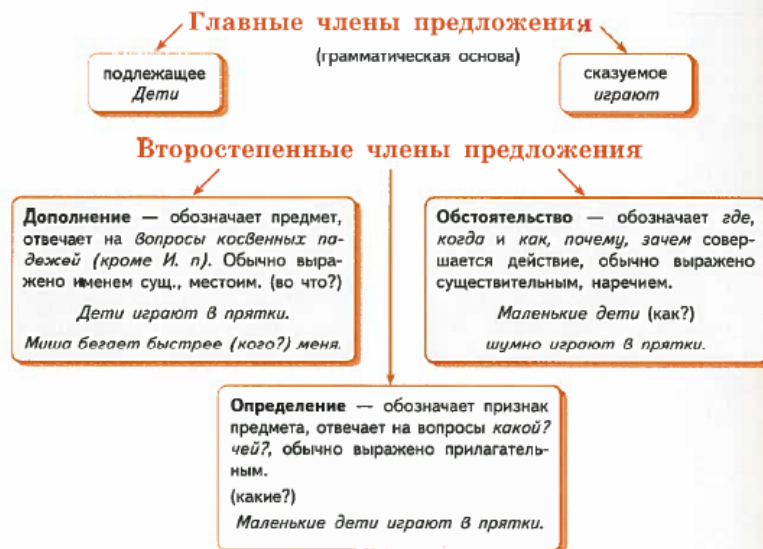 Главные члены предложения
(грамматическая основа)
подлежащее
Дети
сказуемое
играют
Второстепенные члены предложения
Дополнение — обозначает предмет,
отвечает на вопросы косвенных па-
дежей (кроме И. п). Обычно выра-
жено именем сущ., местоим. (во что?)
Дети играют в прятки.
Миша бегает быстрее (кого?) меня.
Обстоятельство — обозначает где,
когда и как, почему, зачем совер-
шается действие, обычно выражено
существительным, наречием.
Маленькие дети (как?)
шумно играют в прятки.
Определение — обозначает признак
предмета, отвечает на вопросы какой?
чей?, обычно выражено прилагатель-
ным.
(какие?)
Маленькие дети играют в прятки.